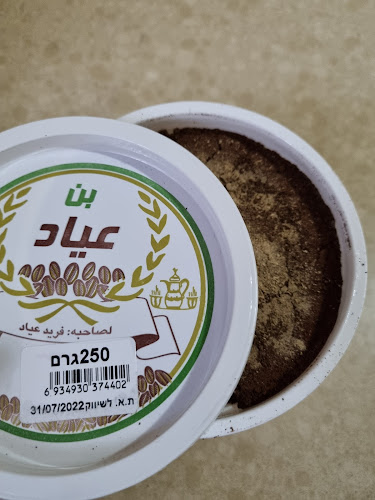 بن
عياد
لصاحبه: فريد عياد
250גרם
6 934930 374402
ת.א. לשיווק 31/07/2022